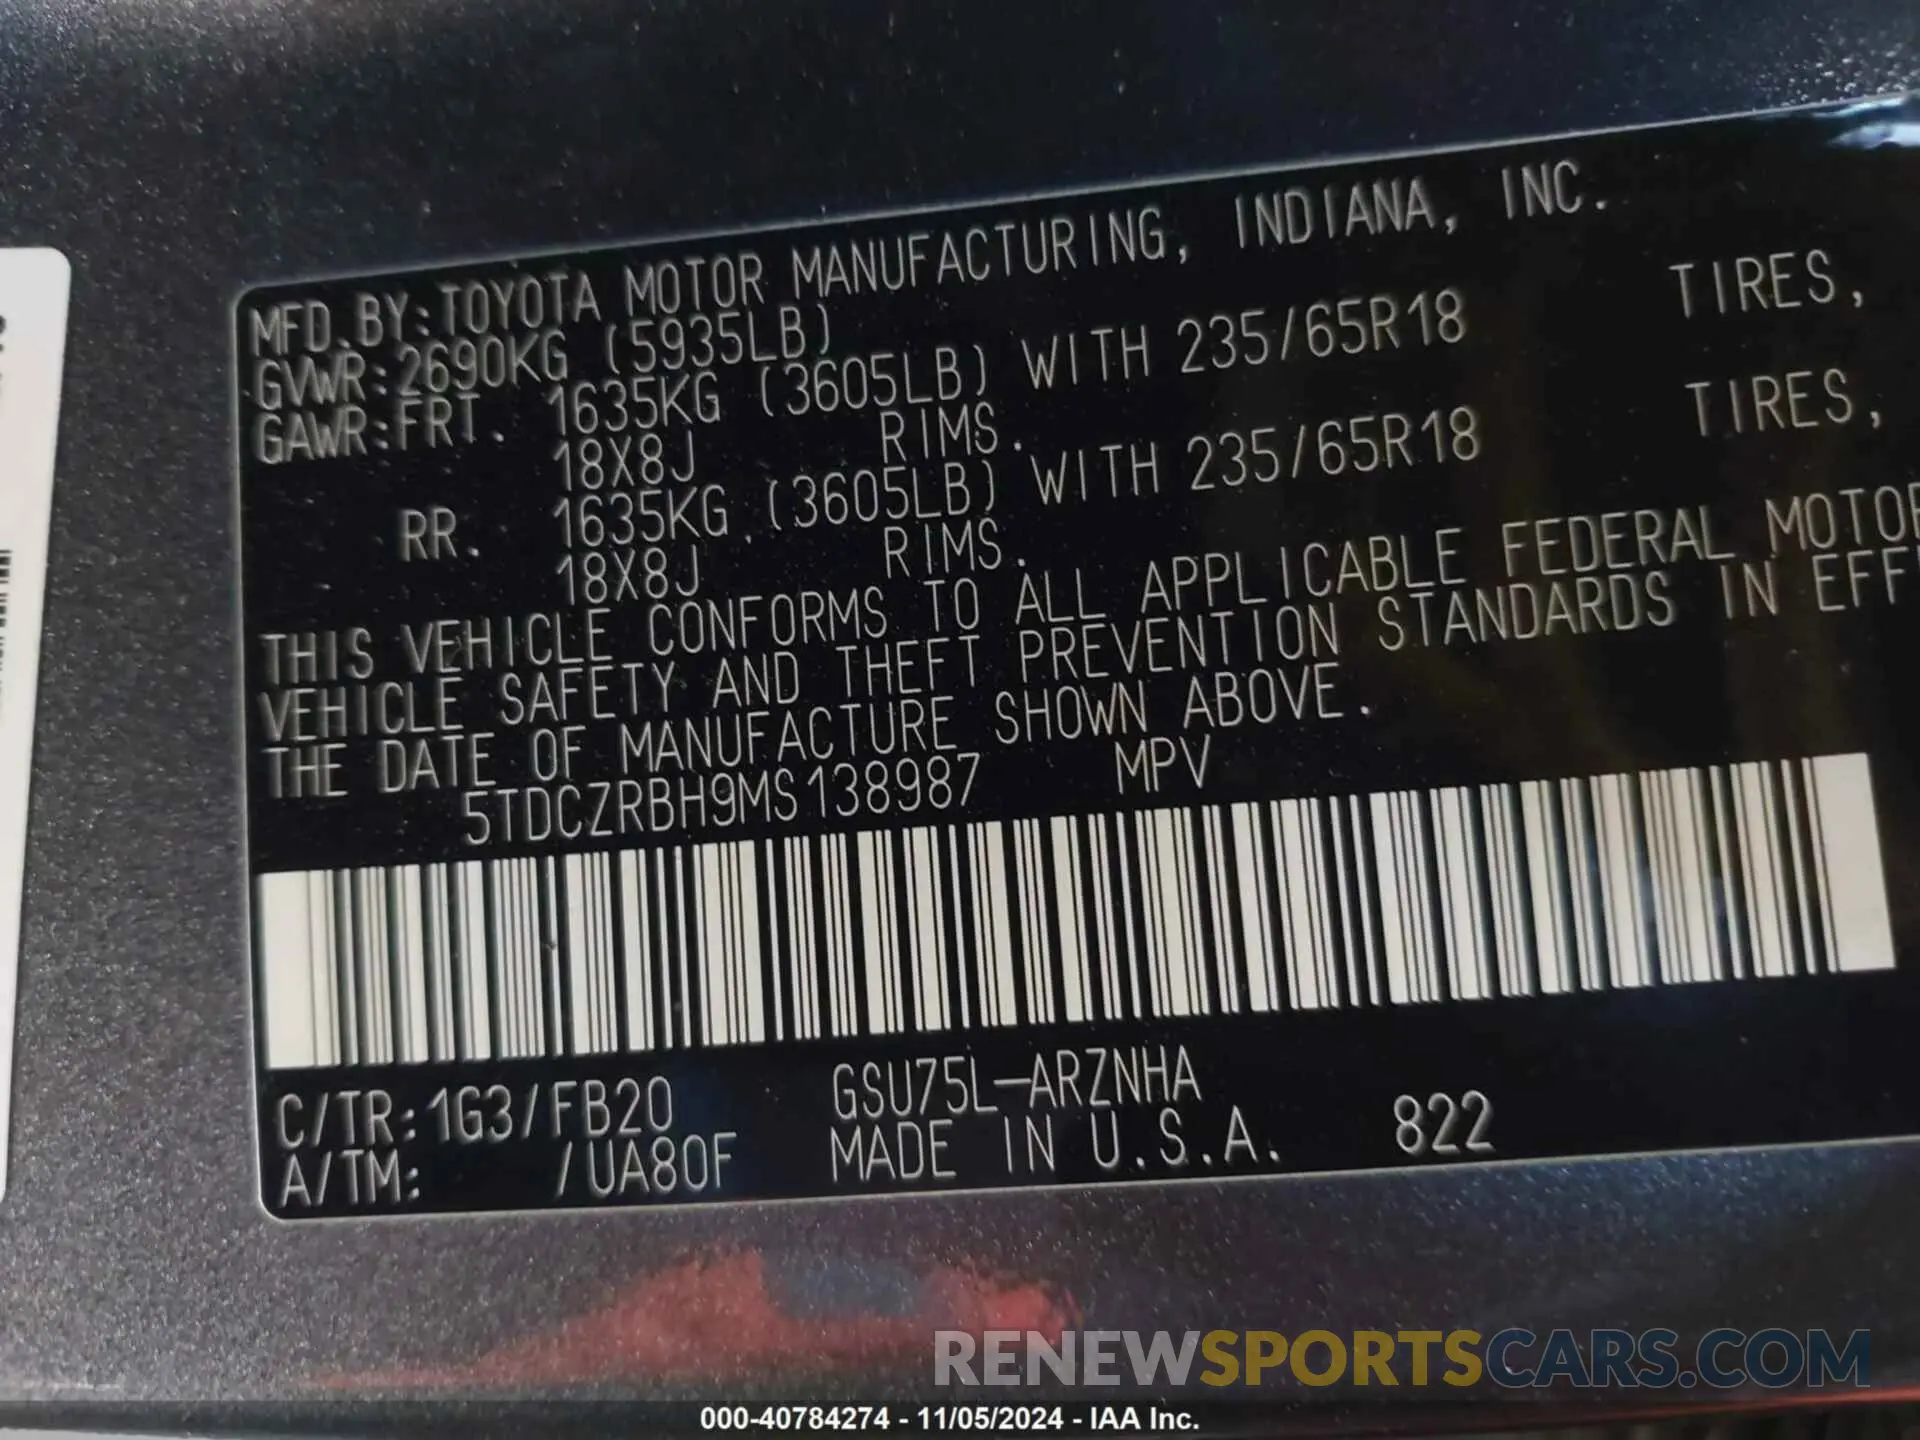 MFD.BY:TOYOTA MOTOR MANUFACTURING, INDIANA, INC.
GVWR:2690KG (5935LB)
GAWR:FRT. 1635KG (3605LB) WITH 235/65R18 TIRES,
18X8J RIMS.
RR. 1635KG (3605LB) WITH 235/65R18 TIRES,
18X8J RIMS.
THIS VEHICLE CONFORMS TO ALL APPLICABLE FEDERAL MOTOR
VEHICLE SAFETY AND THEFT PREVENTION STANDARDS IN EFF
THE DATE OF MANUFACTURE SHOWN ABOVE.
5TDCZRBH9MS138987 MPV
C/TR:1G3/FB20 GSU75L-ARZNHA
A/TM: /UA80F MADE IN U.S.A. 822
RENEWSPORTSCARS.COM
000-40784274 - 11/05/2024 - IAA Inc.